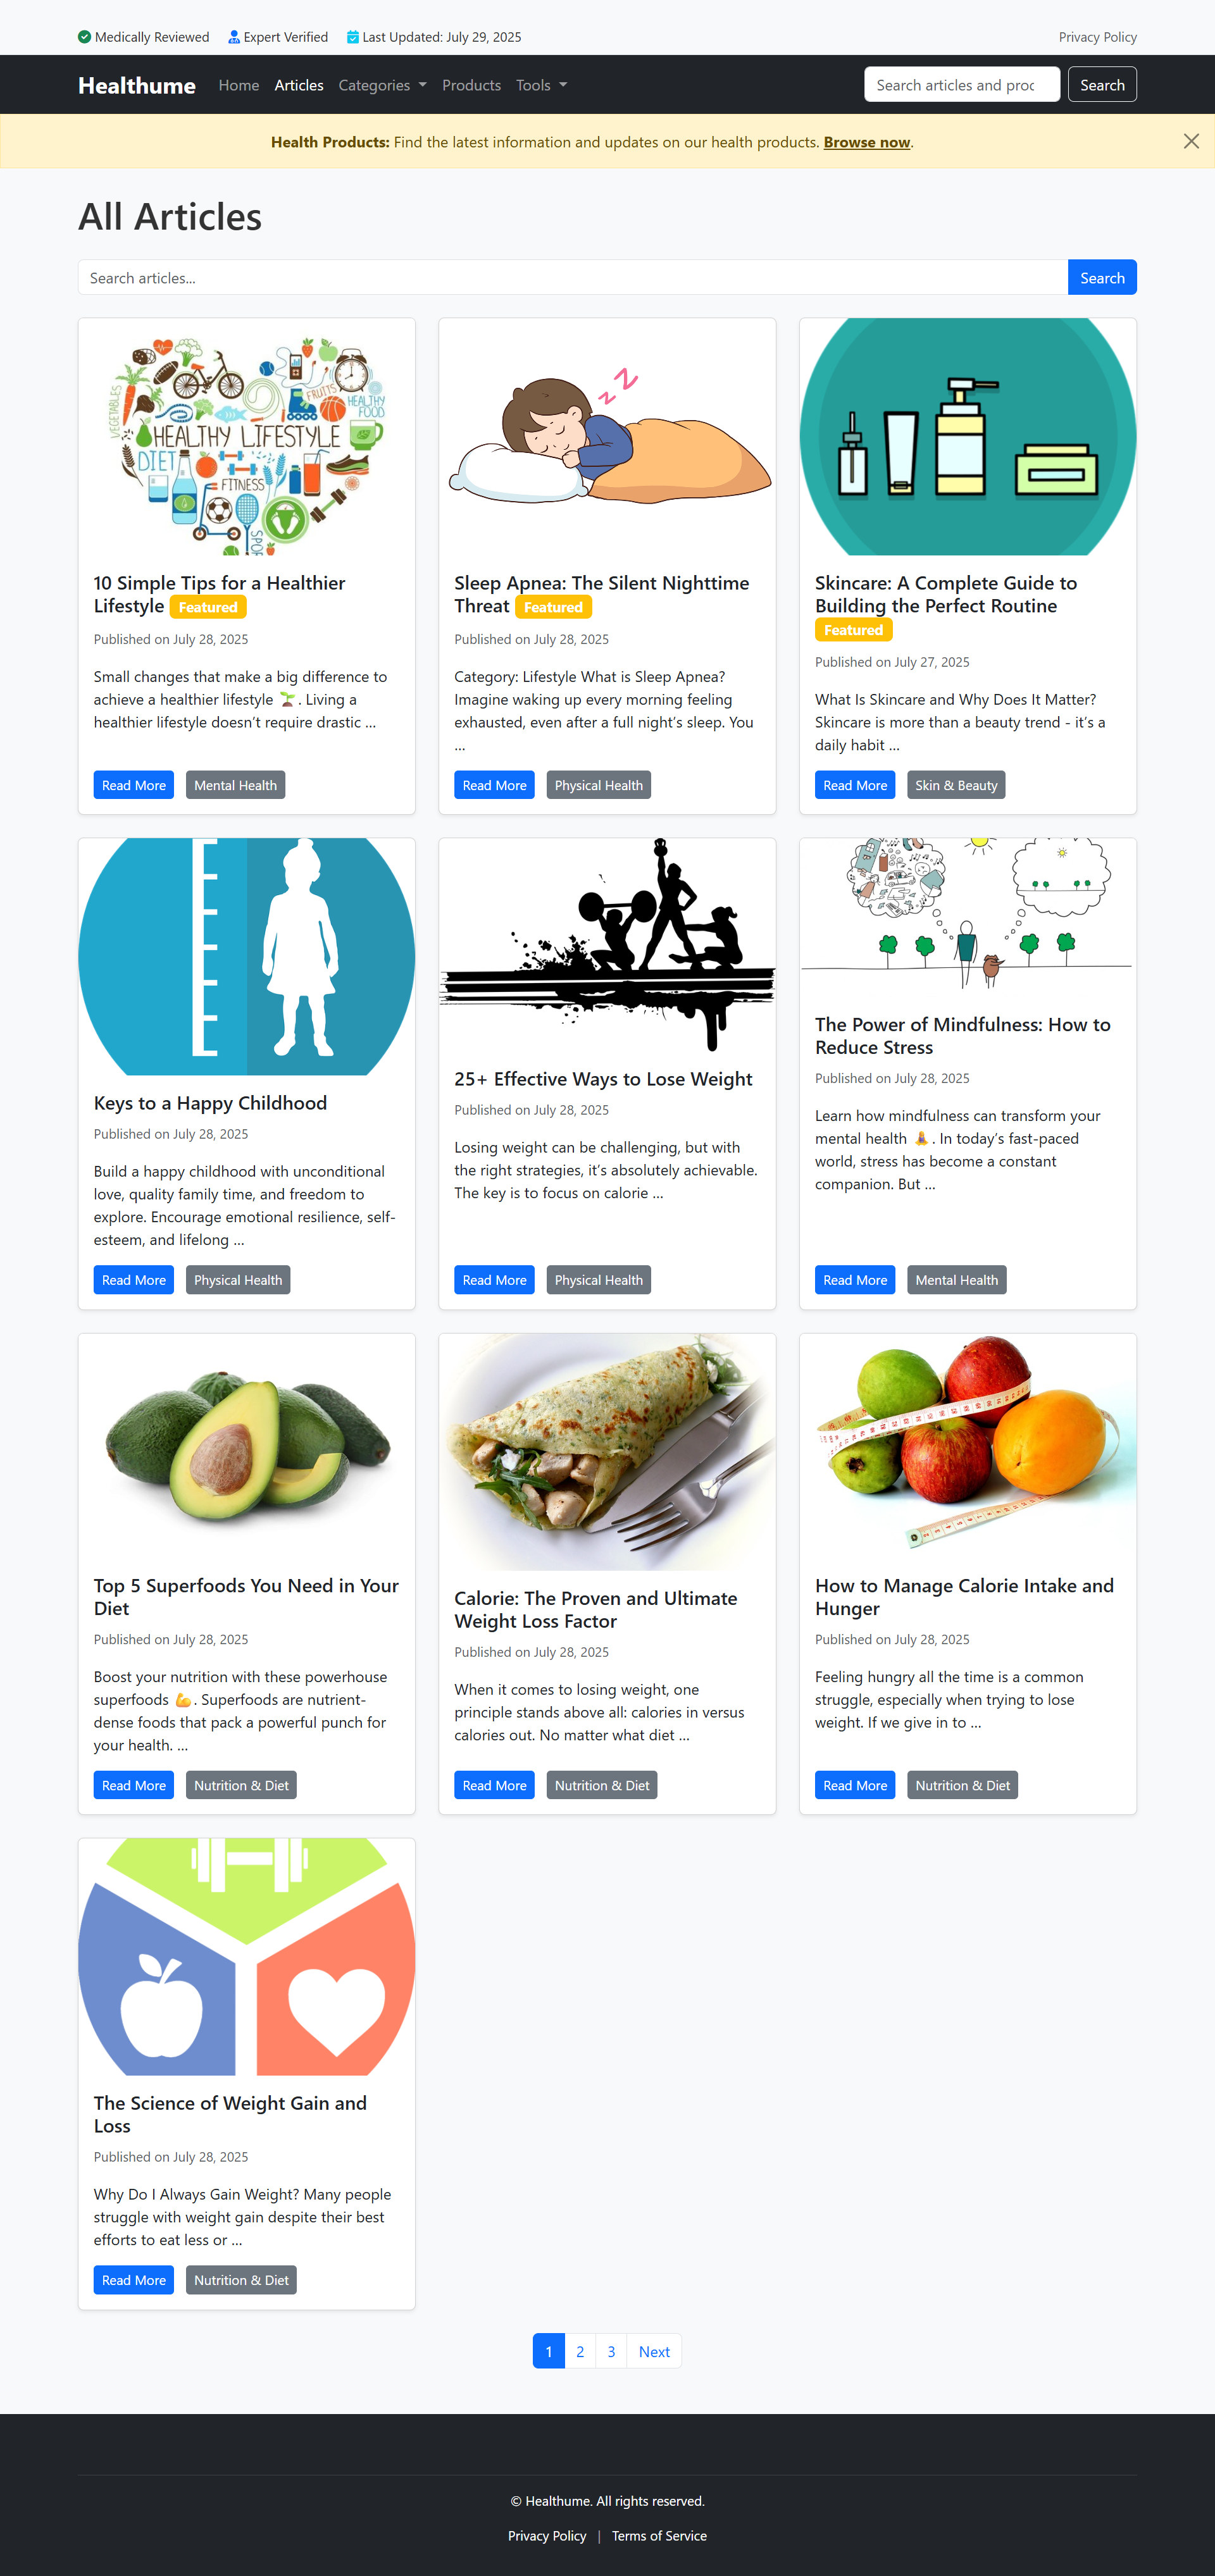 Medically Reviewed Expert Verified Last Updated: July 29, 2025 Privacy Policy
Healthume Home Articles Categories Products Tools Search articles and proc Search
Health Products: Find the latest information and updates on our health products. Browse now.
All Articles
Search articles... Search
VEGETABLES
FRUITS
HEALTHY
FOOD
HEALTHY LIFESTYLE
DIET
FITNESS
SPOR
10 Simple Tips for a Healthier
Lifestyle Featured
Published on July 28, 2025
Small changes that make a big difference to
achieve a healthier lifestyle 🌱. Living a
healthier lifestyle doesn’t require drastic ...
Read More Mental Health
Z Z Z
Sleep Apnea: The Silent Nighttime
Threat Featured
Published on July 28, 2025
Category: Lifestyle What is Sleep Apnea?
Imagine waking up every morning feeling
exhausted, even after a full night’s sleep. You
...
Read More Physical Health
Skincare: A Complete Guide to
Building the Perfect Routine
Featured
Published on July 27, 2025
What Is Skincare and Why Does It Matter?
Skincare is more than a beauty trend - it’s a
daily habit ...
Read More Skin & Beauty
Keys to a Happy Childhood
Published on July 28, 2025
Build a happy childhood with unconditional
love, quality family time, and freedom to
explore. Encourage emotional resilience, self-
esteem, and lifelong ...
Read More Physical Health
25+ Effective Ways to Lose Weight
Published on July 28, 2025
Losing weight can be challenging, but with
the right strategies, it’s absolutely achievable.
The key is to focus on calorie ...
Read More Physical Health
The Power of Mindfulness: How to
Reduce Stress
Published on July 28, 2025
Learn how mindfulness can transform your
mental health 🧘‍♀️. In today’s fast-paced
world, stress has become a constant
companion. But ...
Read More Mental Health
Top 5 Superfoods You Need in Your
Diet
Published on July 28, 2025
Boost your nutrition with these powerhouse
superfoods 💪. Superfoods are nutrient-
dense foods that pack a powerful punch for
your health. ...
Read More Nutrition & Diet
Calorie: The Proven and Ultimate
Weight Loss Factor
Published on July 28, 2025
When it comes to losing weight, one
principle stands above all: calories in versus
calories out. No matter what diet ...
Read More Nutrition & Diet
How to Manage Calorie Intake and
Hunger
Published on July 28, 2025
Feeling hungry all the time is a common
struggle, especially when trying to lose
weight. If we give in to ...
Read More Nutrition & Diet
The Science of Weight Gain and
Loss
Published on July 28, 2025
Why Do I Always Gain Weight? Many people
struggle with weight gain despite their best
efforts to eat less or ...
Read More Nutrition & Diet
1 2 3 Next
© Healthume. All rights reserved.
Privacy Policy | Terms of Service